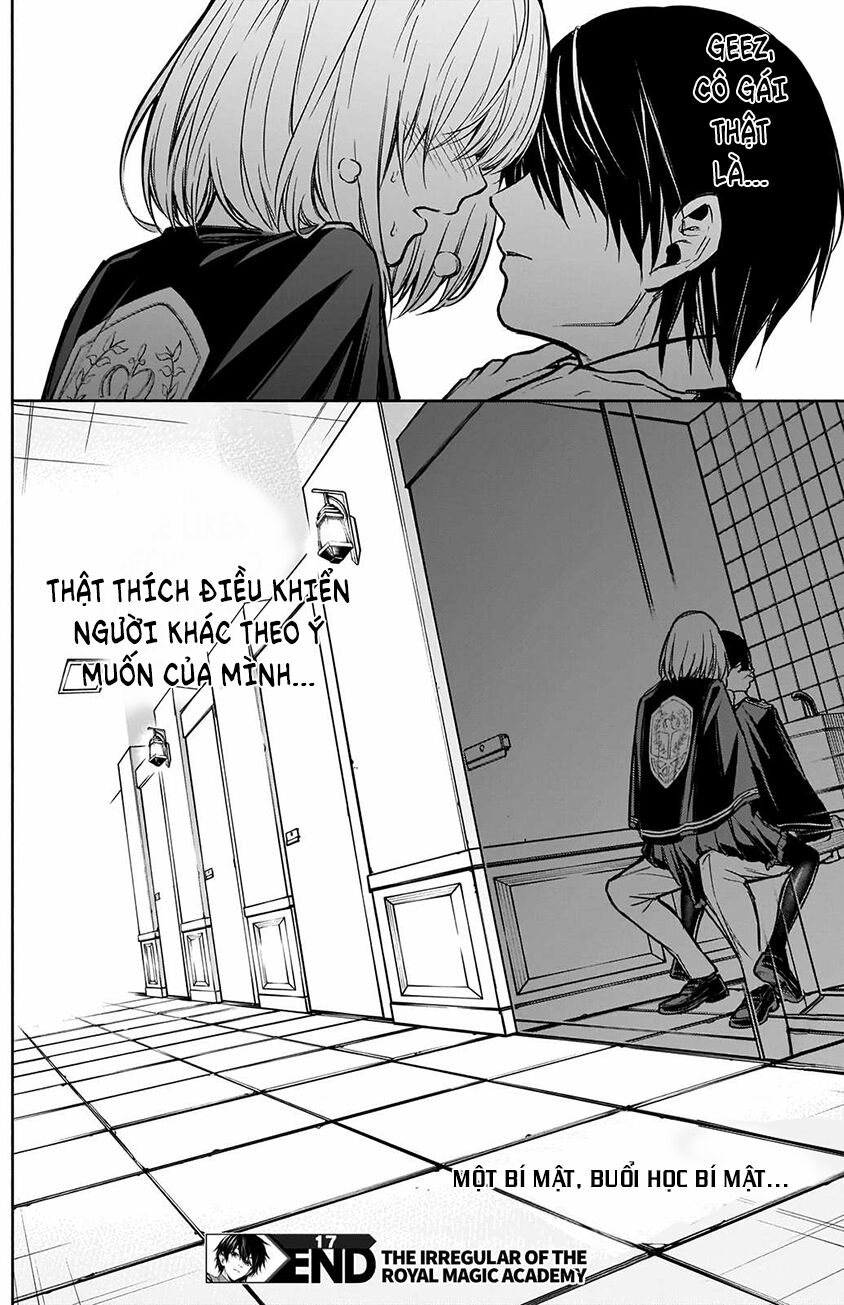 GEEZ,
CÔ GÁI
THẬT
LÀ...
THẬT THÍCH ĐIỀU KHIỂN
NGƯỜI KHÁC THEO Ý
MUỐN CỦA MÌNH...
MỘT BÍ MẬT, BUỔI HỌC BÍ MẬT...
17
END
THE IRREGULAR OF THE
ROYAL MAGIC ACADEMY